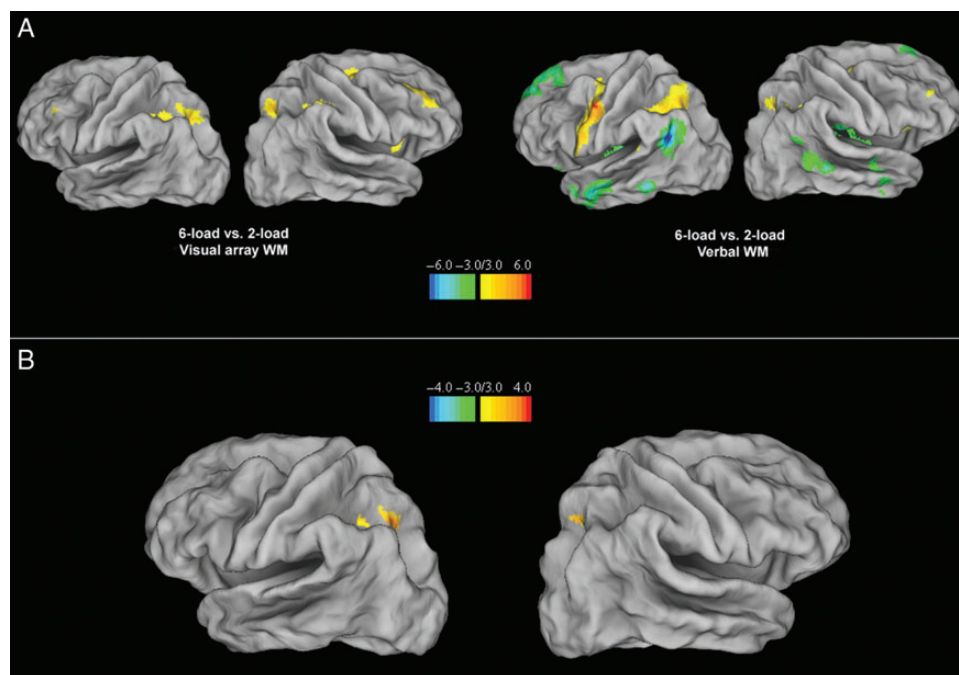 A
6-load vs. 2-load
Visual array WM
6-load vs. 2-load
Verbal WM
−6.0 −3.0/3.0 6.0
B
−4.0 −3.0/3.0 4.0